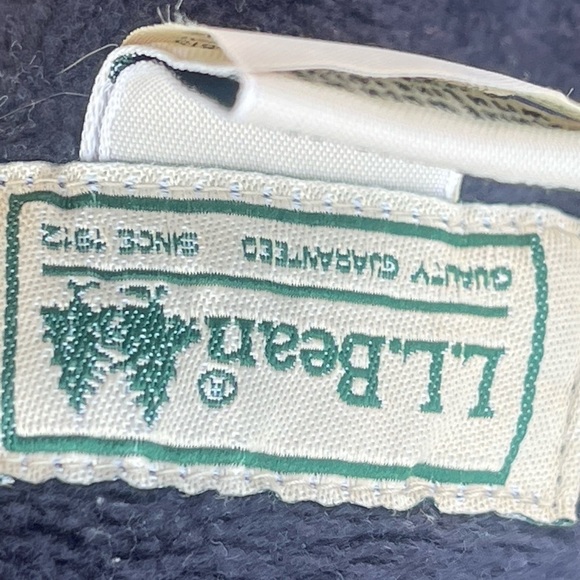 L.L.Bean®
QUALITY GUARANTEED SINCE 1912